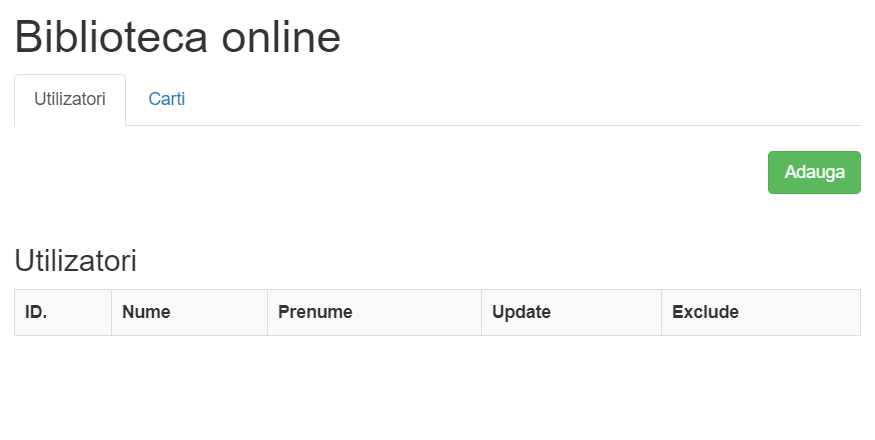 Biblioteca online
Utilizatori Carti
Adauga
Utilizatori
ID. Nume Prenume Update Exclude